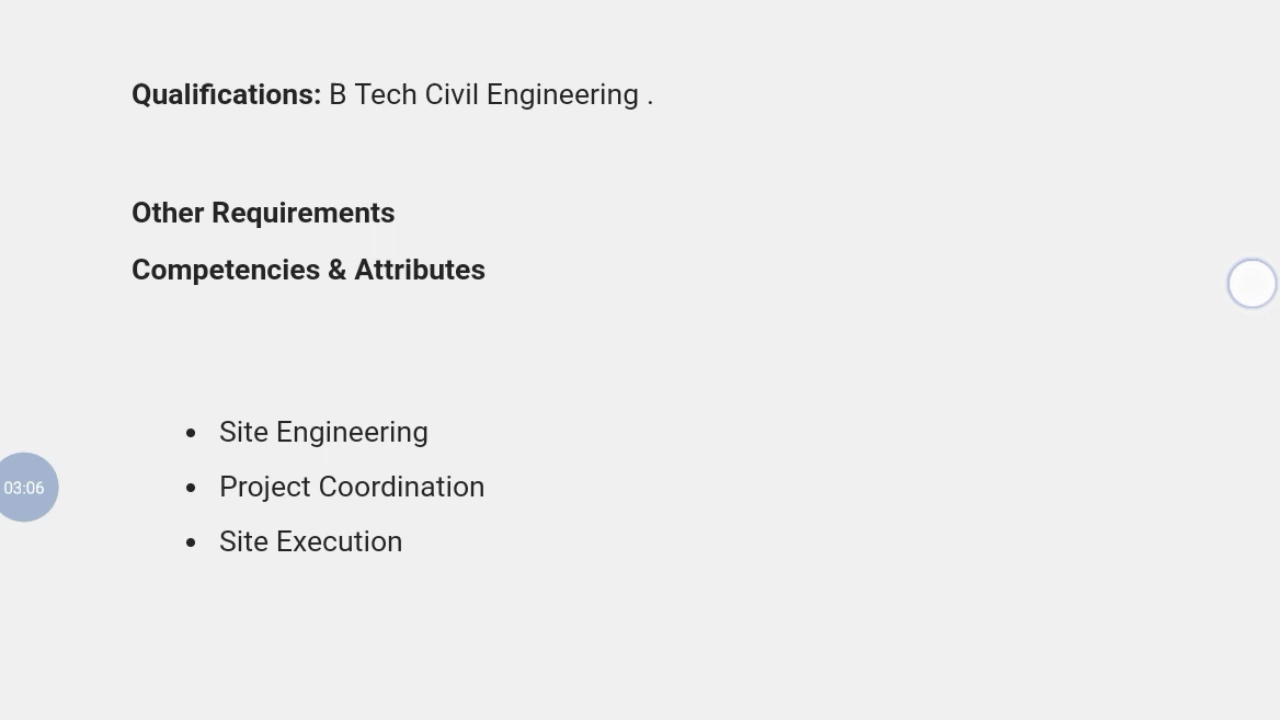 Qualifications: B Tech Civil Engineering .
Other Requirements
Competencies & Attributes
• Site Engineering
03:06
• Project Coordination
• Site Execution